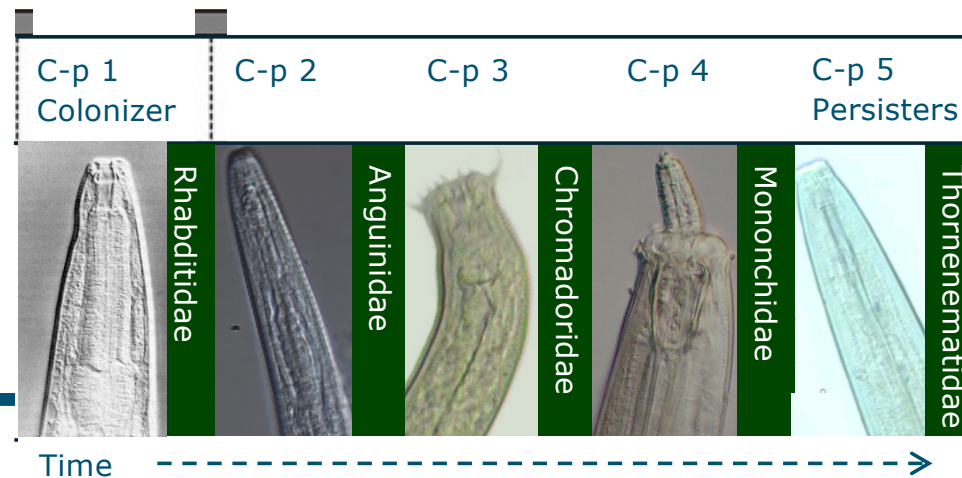 C-p 1
Colonizer
C-p 2
C-p 3
C-p 4
C-p 5
Persisters
Rhabditidae
Anguinidae
Chromadoridae
Mononchidae
Thornenematidae
Time